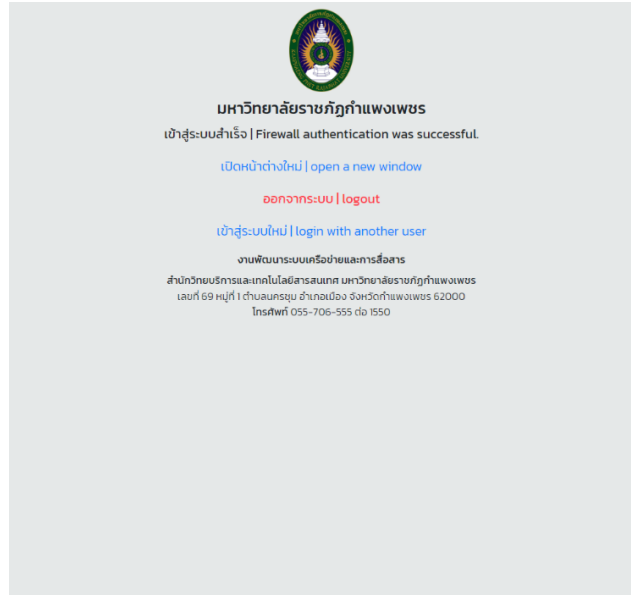 มหาวิทยาลัยราชภัฏกำแพงเพชร
เข้าสู่ระบบสำเร็จ | Firewall authentication was successful.
เปิดหน้าต่างใหม่ | open a new window
ออกจากระบบ | logout
เข้าสู่ระบบใหม่ | login with another user
งานพัฒนาระบบเครือข่ายและการสื่อสาร
สำนักวิทยบริการและเทคโนโลยีสารสนเทศ มหาวิทยาลัยราชภัฏกำแพงเพชร
เลขที่ 69 หมู่ที่ 1 ตำบลนครชุม อำเภอเมือง จังหวัดกำแพงเพชร 62000
โทรศัพท์ 055-706-555 ต่อ 1550